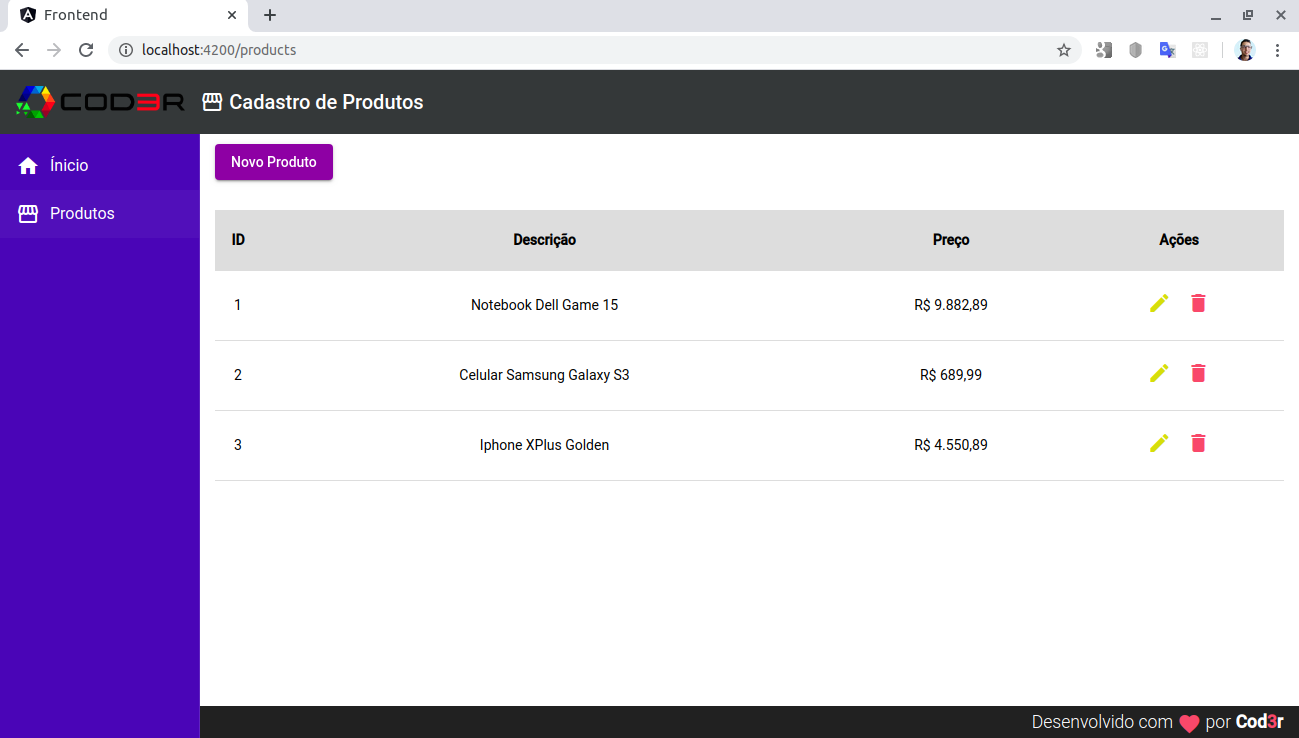 Frontend
localhost:4200/products
COD3R Cadastro de Produtos
Ínicio
Produtos
Novo Produto
ID Descrição Preço Ações
1 Notebook Dell Game 15 R$ 9.882,89
2 Celular Samsung Galaxy S3 R$ 689,99
3 Iphone XPlus Golden R$ 4.550,89
Desenvolvido com por Cod3r